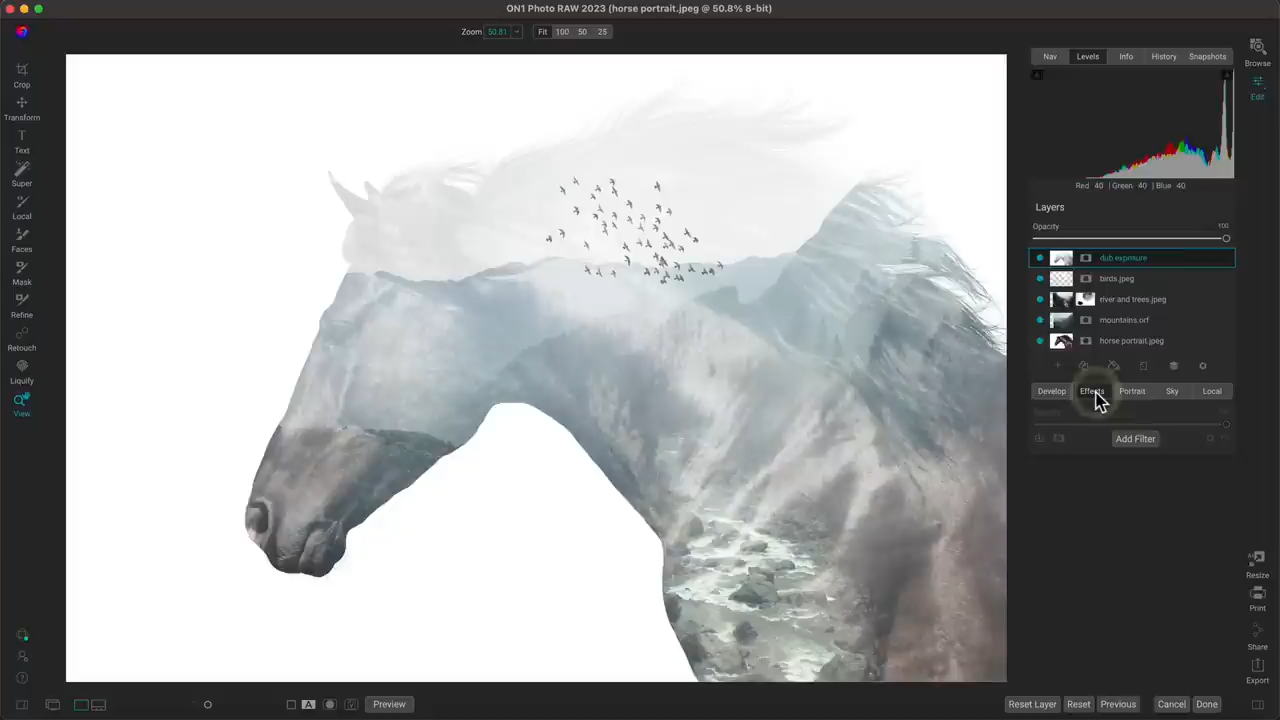 ON1 Photo RAW 2023 (horse portrait.jpeg @ 50.8% 8-bit)
Zoom 50.81 Fit 100 50 25
Crop
Transform
Text
Super
Local
Faces
Mask
Refine
Retouch
Liquify
View
Nav Levels Info History Snapshots
Red 40 | Green 40 | Blue 40
Layers
Opacity 100
dub exposure
birds.jpeg
river and trees.jpeg
mountains.orf
horse portrait.jpeg
Develop Effects Portrait Sky Local
Add Filter
Browse
Edit
Resize
Print
Share
Export
A Preview Reset Layer Reset Previous Cancel Done